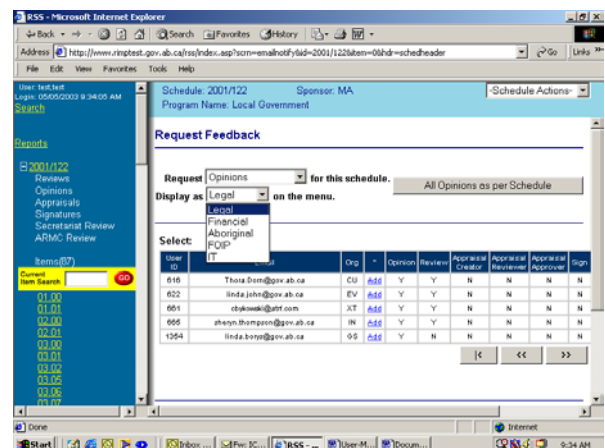 RSS - Microsoft Internet Explorer
Back Search Favorites History
Address http://www.rimptest.gov.ab.ca/rss/index.asp?scrn=emailnotify&id=2001/122&item=0&hdr=schedheader Go Links
File Edit View Favorites Tools Help
User: test,test
Login: 05/05/2003 9:34:05 AM
Search
Reports
2001/122
Reviews
Opinions
Appraisals
Signatures
Secretariat Review
ARMC Review
Items(87)
Current
Item Search GO
01.00
01.01
02.00
02.01
03.00
03.01
03.02
03.05
03.06
03.07
Schedule: 2001/122 Sponsor: MA -Schedule Actions-
Program Name: Local Government
Request Feedback
Request Opinions for this schedule.
All Opinions as per Schedule
Display as Legal on the menu.
Legal
Financial
Aboriginal
FOIP
IT
Select:
User ID Email Org - Opinion Review Appraisal Creator Appraisal Reviewer Appraisal Approver Sign
616 Thora.Dorn@gov.ab.ca CU Add Y Y N N N N
622 linda.john@gov.ab.ca EV Add Y Y N N N N
661 cbykowski@atrf.com XT Add Y Y N N N N
665 sheryn.thompson@gov.ab.ca IN Add Y Y N N N N
1354 linda.borys@gov.ab.ca GS Add Y N N N N N
|< << >>
Done Internet
Start Inbox ... Fw: IC... RSS - ... User-M... Docum... 9:34 AM